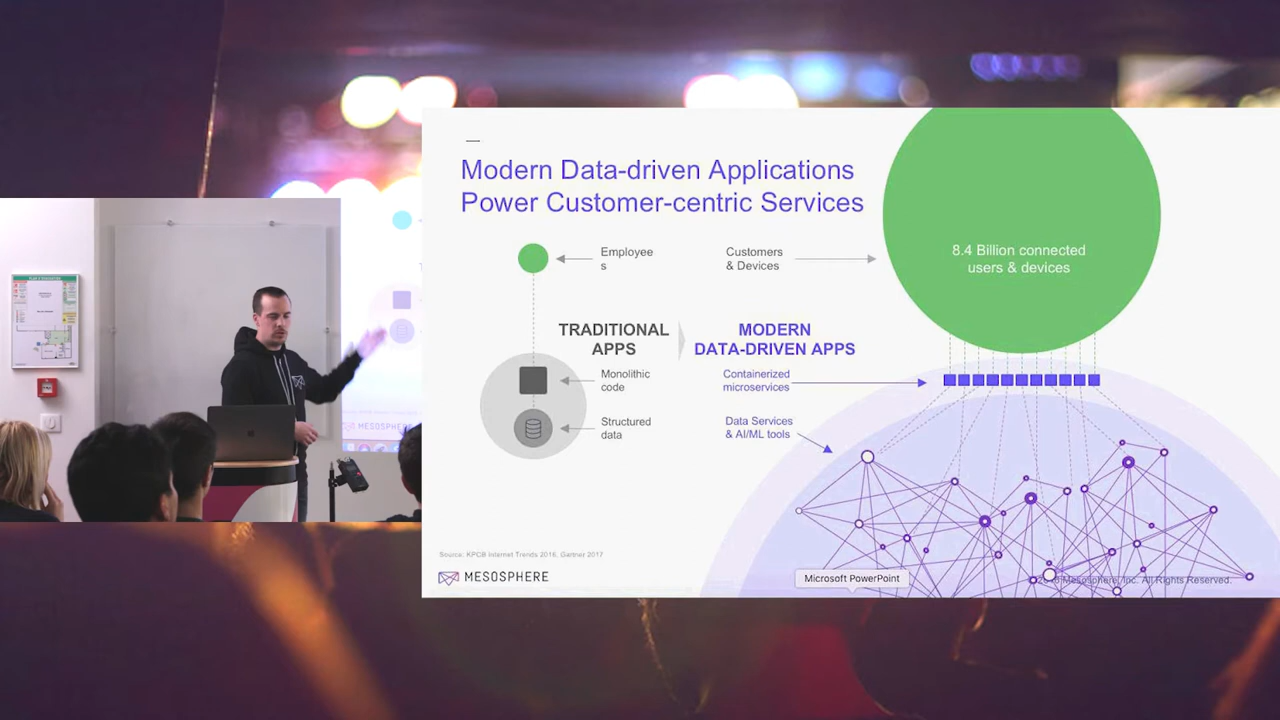 Modern Data-driven Applications
Power Customer-centric Services
Employee
s
Customers
& Devices
8.4 Billion connected
users & devices
TRADITIONAL
APPS
MODERN
DATA-DRIVEN APPS
Monolithic
code
Containerized
microservices
Structured
data
Data Services
& AI/ML tools
Source: KPCB Internet Trends 2016, Gartner 2017
MESOSPHERE
Microsoft PowerPoint
Mesosphere, Inc. All Rights Reserved.
MESOSPHERE